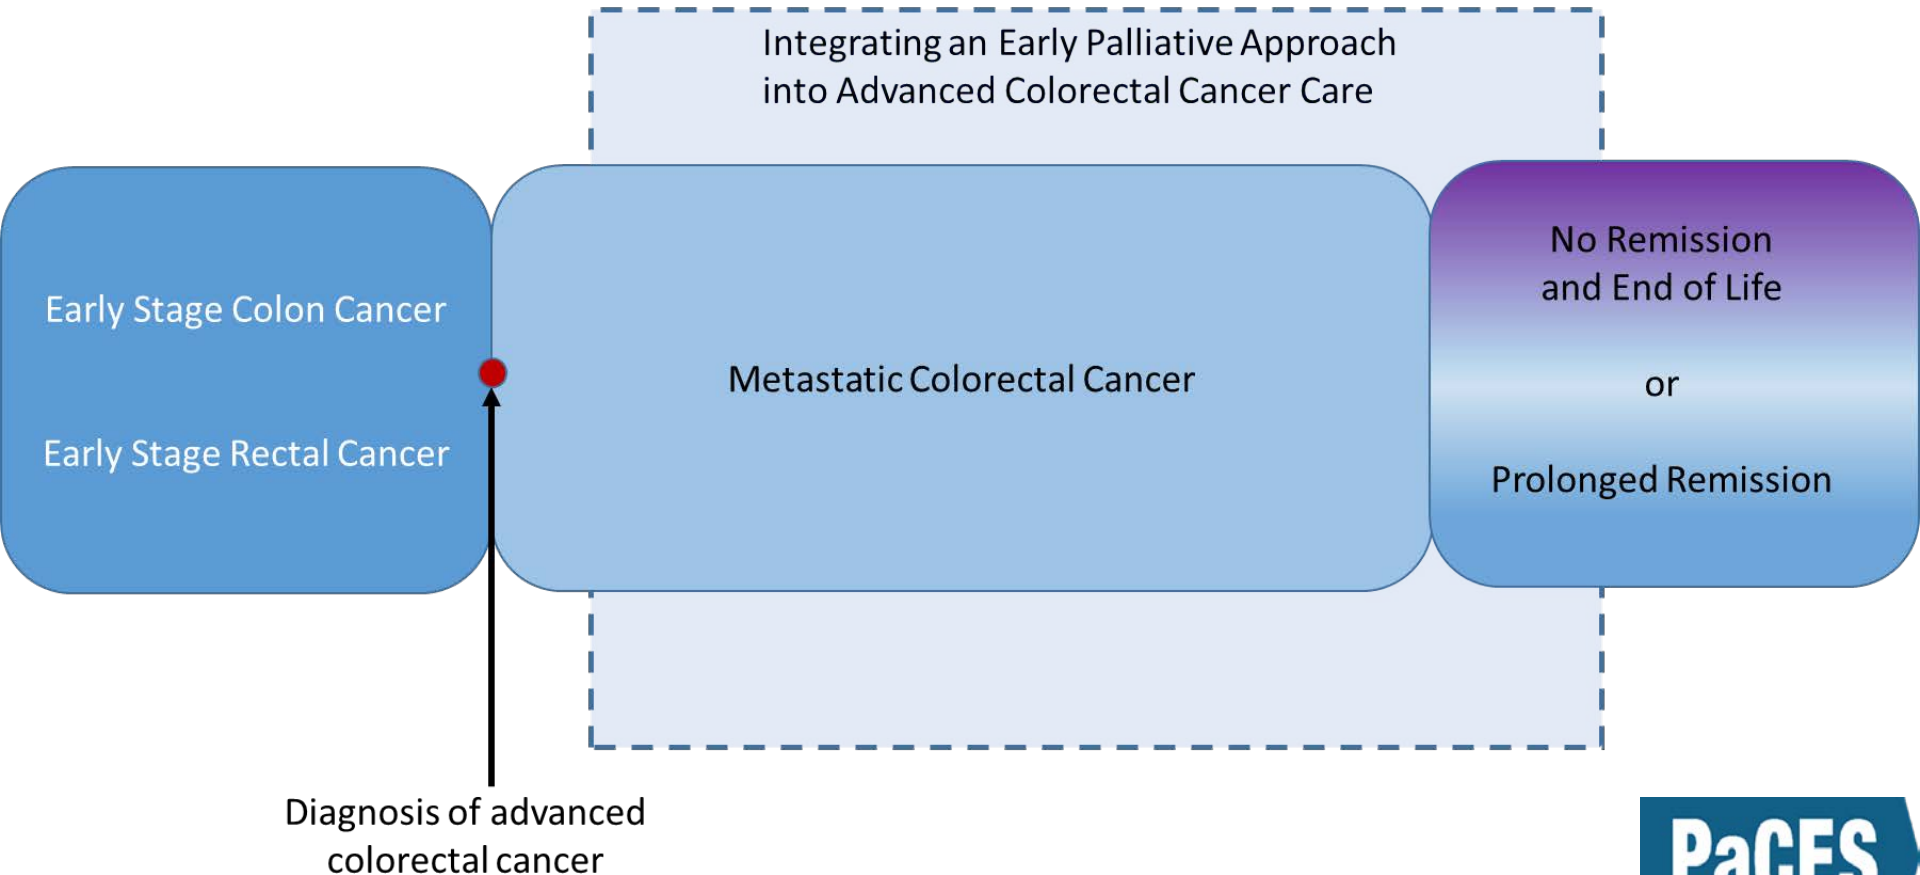 Integrating an Early Palliative Approach
into Advanced Colorectal Cancer Care
Early Stage Colon Cancer
Early Stage Rectal Cancer
Metastatic Colorectal Cancer
No Remission
and End of Life
or
Prolonged Remission
Diagnosis of advanced
colorectal cancer
PaCES